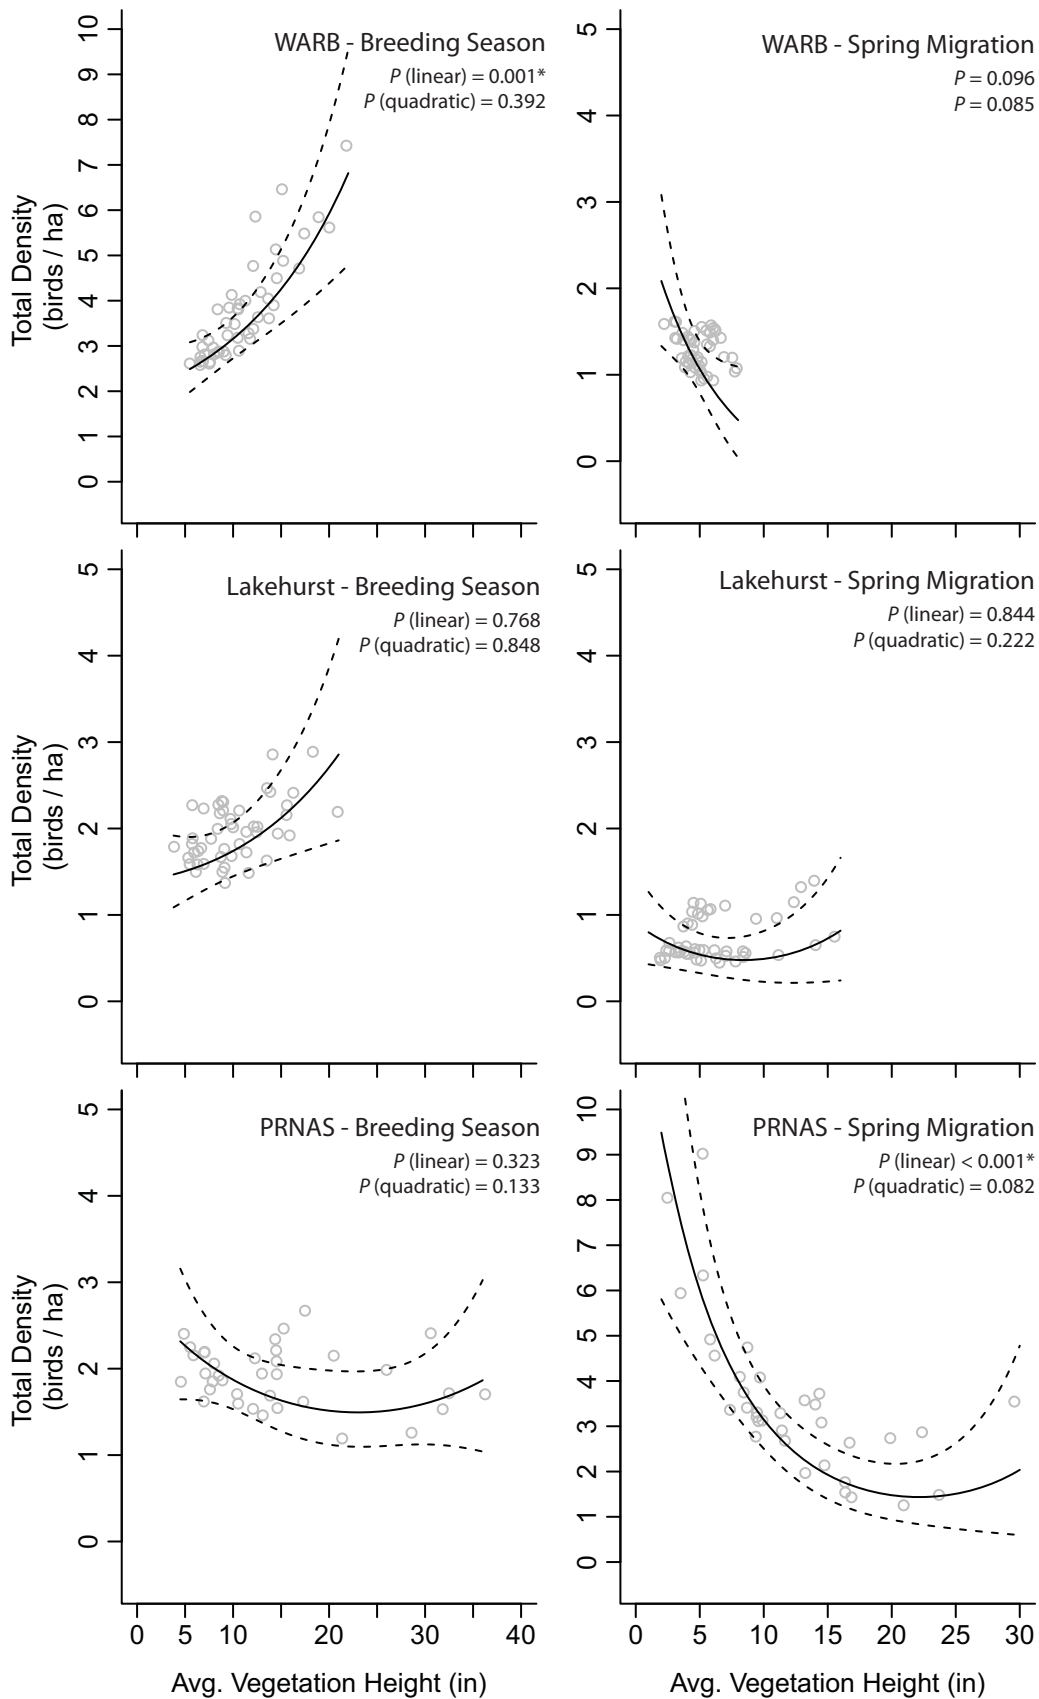 WARB - Breeding Season
P (linear) = 0.001*
P (quadratic) = 0.392
10
9
8
7
6
5
4
3
2
1
0
Total Density
(birds / ha)
WARB - Spring Migration
P = 0.096
P = 0.085
5
4
3
2
1
0
Lakehurst - Breeding Season
P (linear) = 0.768
P (quadratic) = 0.848
5
4
3
2
1
0
Total Density
(birds / ha)
Lakehurst - Spring Migration
P (linear) = 0.844
P (quadratic) = 0.222
5
4
3
2
1
0
PRNAS - Breeding Season
P (linear) = 0.323
P (quadratic) = 0.133
5
4
3
2
1
0
Total Density
(birds / ha)
0 5 10 20 30 40
Avg. Vegetation Height (in)
PRNAS - Spring Migration
P (linear) < 0.001*
P (quadratic) = 0.082
10
9
8
7
6
5
4
3
2
1
0
0 5 10 15 20 25 30
Avg. Vegetation Height (in)